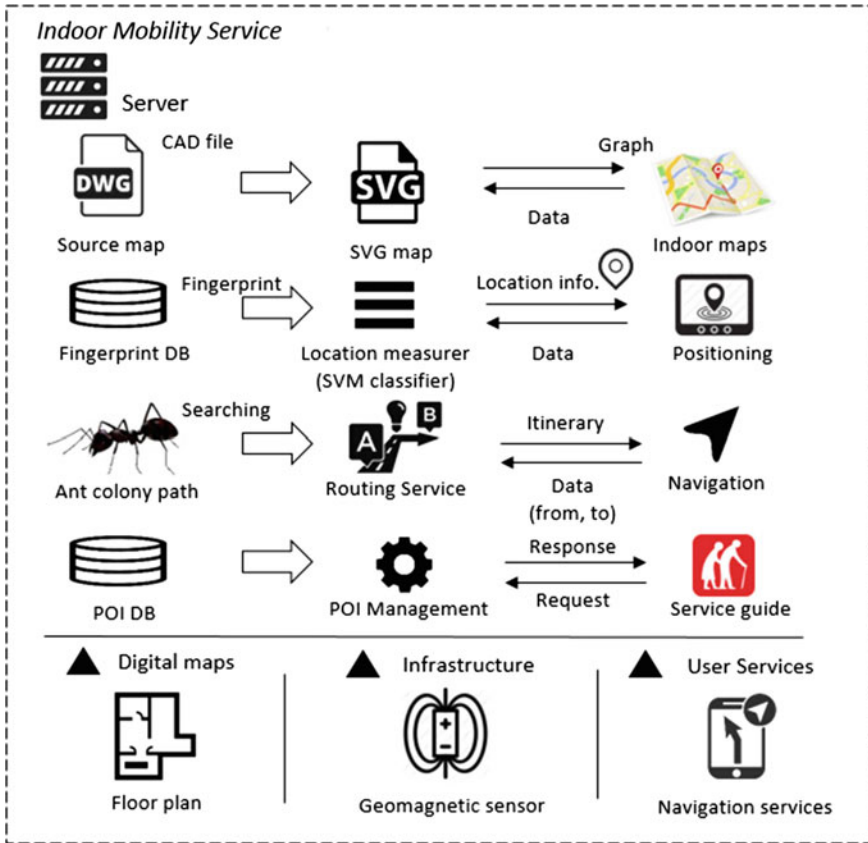 Indoor Mobility Service
Server
CAD file
Graph
DWG
SVG
Data
Source map
SVG map
Indoor maps
Fingerprint
Location info.
Fingerprint DB
Location measurer
(SVM classifier)
Data
Positioning
Searching
A
B
Itinerary
Ant colony path
Routing Service
Data
(from, to)
Navigation
Response
POI DB
POI Management
Request
Service guide
Digital maps
Infrastructure
User Services
Floor plan
Geomagnetic sensor
Navigation services